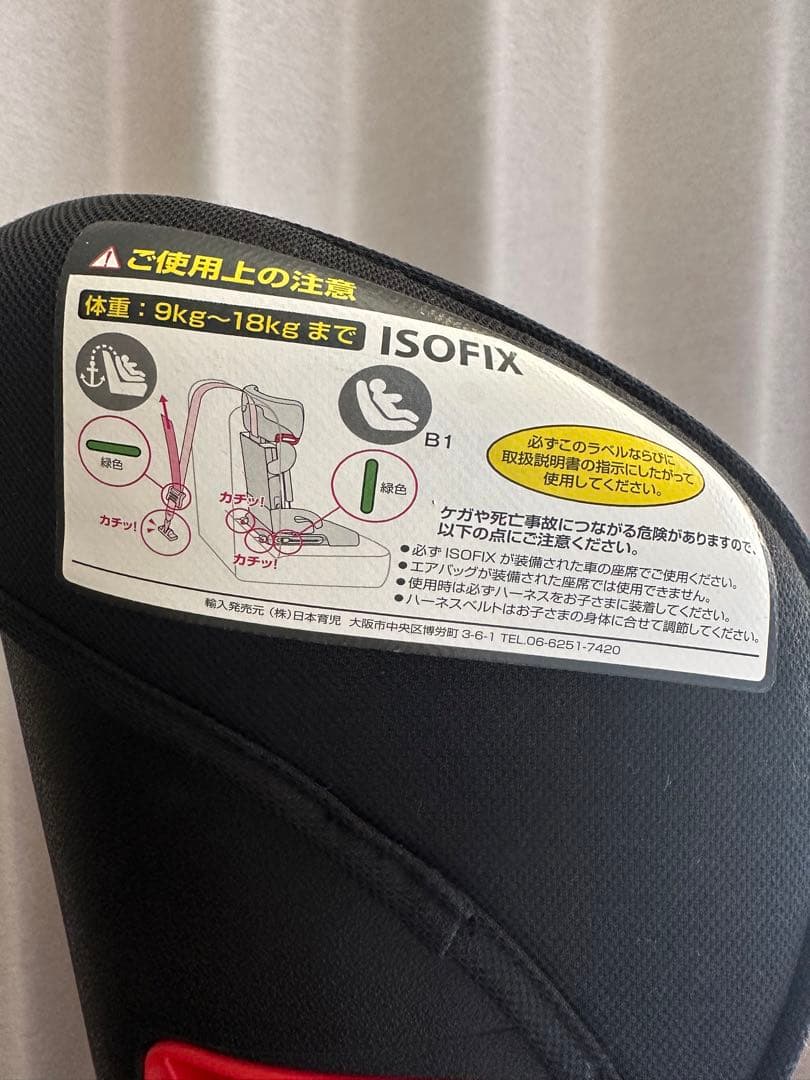 ご使用上の注意
体重：9kg～18kg まで
ISOFIX
B1
緑色
緑色
カチッ!
カチッ!
カチッ!
必ずこのラベルならびに
取扱説明書の指示にしたがって
使用してください。
ケガや死亡事故につながる危険がありますので、
以下の点にご注意ください。
●必ず ISOFIX が装備された車の座席でご使用ください。
●エアバッグが装備された座席では使用できません。
●使用時は必ずハーネスをお子さまに装着してください。
●ハーネスベルトはお子さまの身体に合せて調節してください。
輸入発売元 (株)日本育児 大阪市中央区博労町 3-6-1 TEL.06-6251-7420